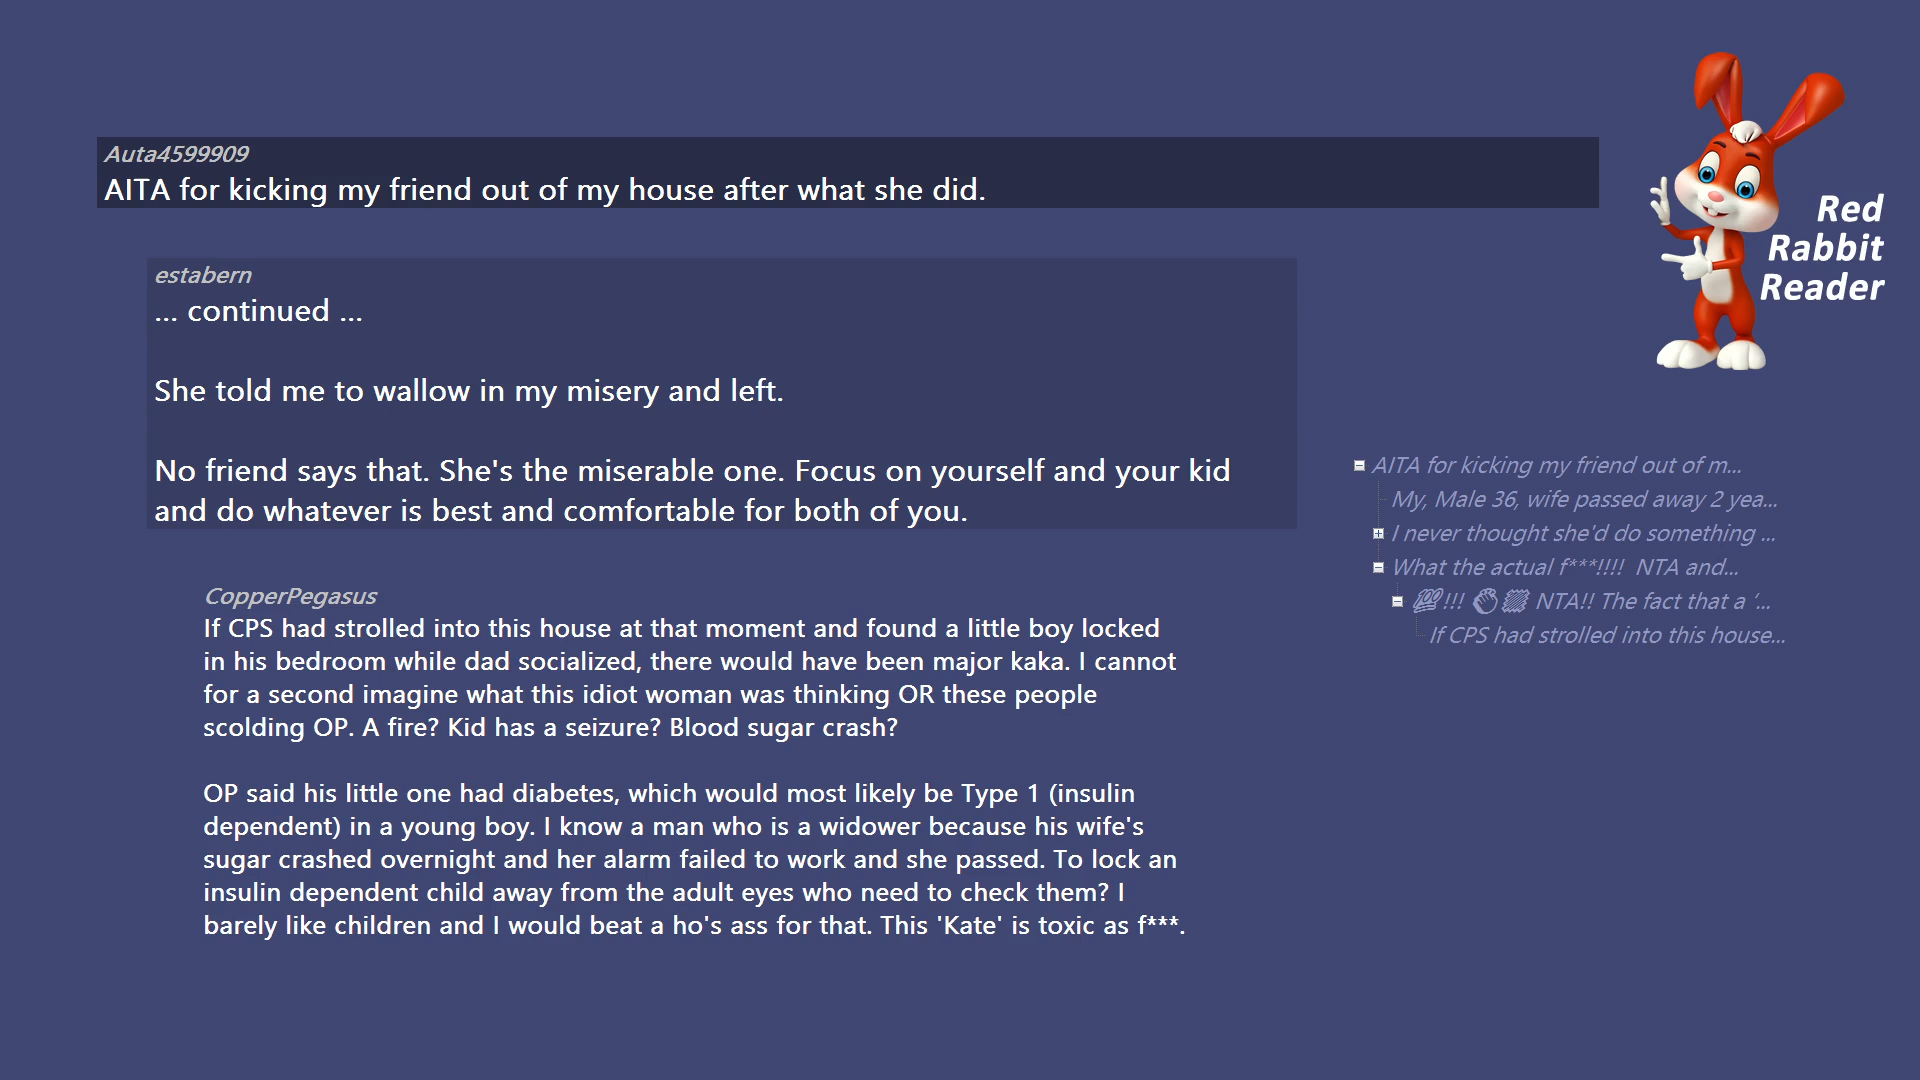 Auta4599909
AITA for kicking my friend out of my house after what she did.
estabern
... continued ...
She told me to wallow in my misery and left.
No friend says that. She's the miserable one. Focus on yourself and your kid
and do whatever is best and comfortable for both of you.
CopperPegasus
If CPS had strolled into this house at that moment and found a little boy locked
in his bedroom while dad socialized, there would have been major kaka. I cannot
for a second imagine what this idiot woman was thinking OR these people
scolding OP. A fire? Kid has a seizure? Blood sugar crash?
OP said his little one had diabetes, which would most likely be Type 1 (insulin
dependent) in a young boy. I know a man who is a widower because his wife's
sugar crashed overnight and her alarm failed to work and she passed. To lock an
insulin dependent child away from the adult eyes who need to check them? I
barely like children and I would beat a ho's ass for that. This 'Kate' is toxic as f***.
Red
Rabbit
Reader
AITA for kicking my friend out of m...
My, Male 36, wife passed away 2 yea...
I never thought she'd do something ...
What the actual f***!!!!  NTA and...
💯!!! 👏🏽 NTA!! The fact that a ‘...
If CPS had strolled into this house...